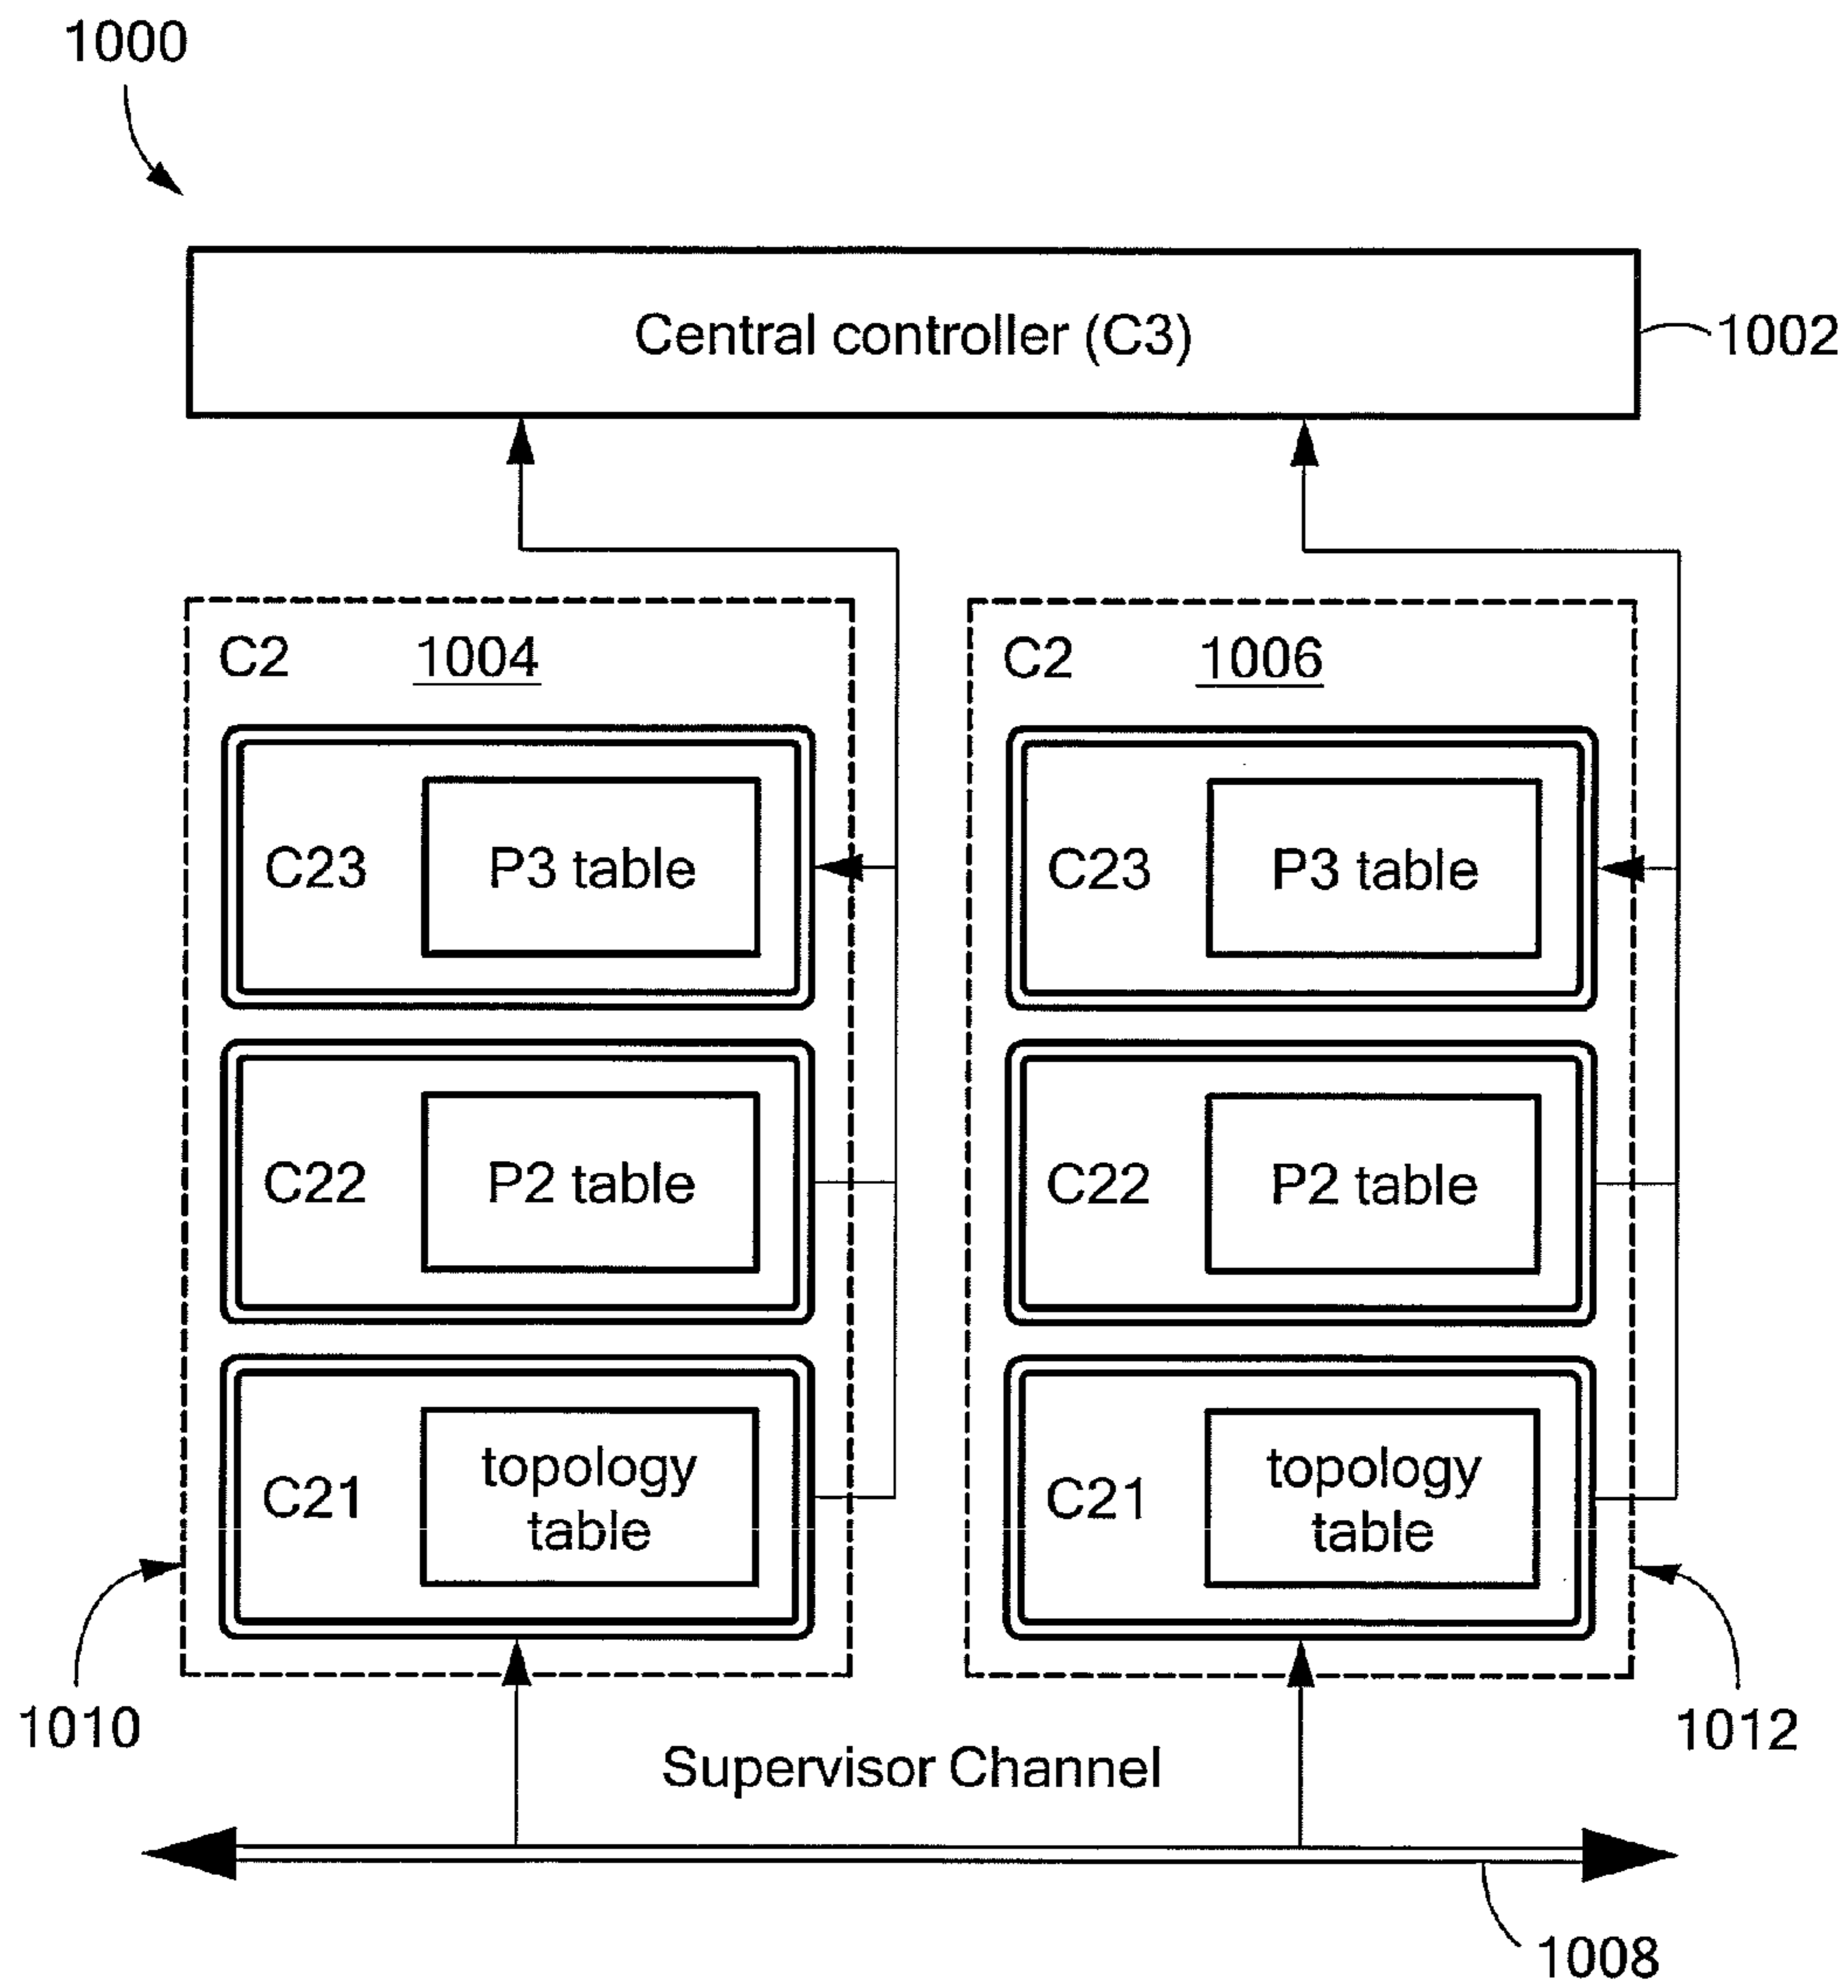 1000
Central controller (C3)
1002
C2 1004
C2 1006
C23 P3 table
C23 P3 table
C22 P2 table
C22 P2 table
C21 topology table
C21 topology table
1010
1012
Supervisor Channel
1008